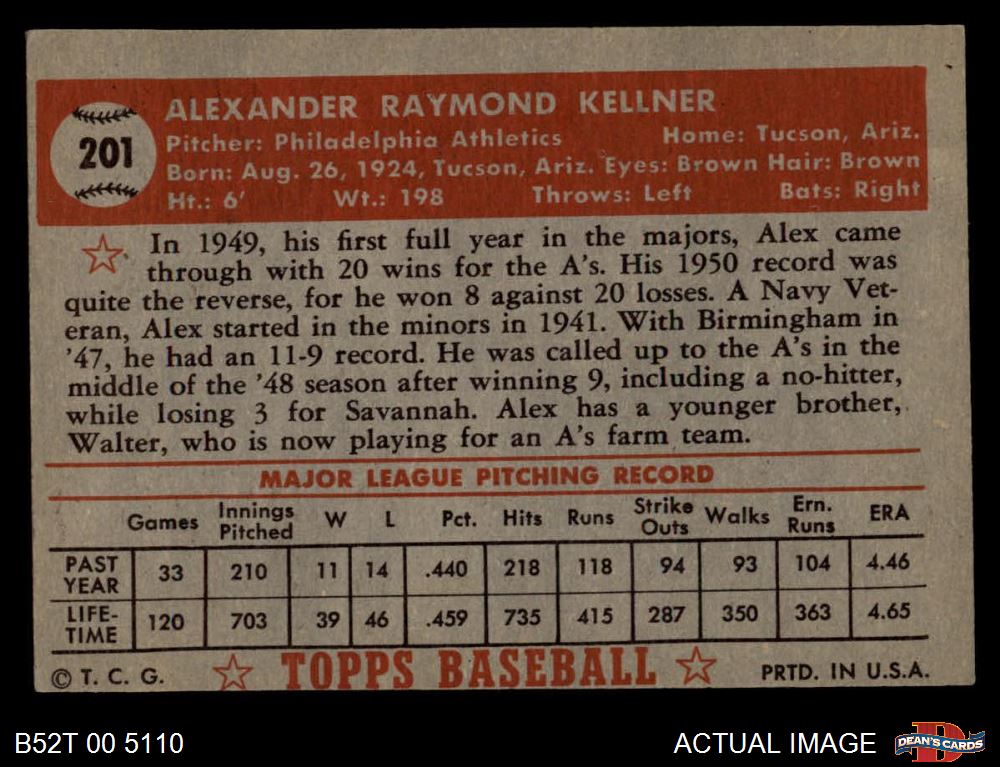 201
ALEXANDER RAYMOND KELLNER
Pitcher: Philadelphia Athletics Home: Tucson, Ariz.
Born: Aug. 26, 1924, Tucson, Ariz. Eyes: Brown Hair: Brown
Ht.: 6' Wt.: 198 Throws: Left Bats: Right
In 1949, his first full year in the majors, Alex came
through with 20 wins for the A's. His 1950 record was
quite the reverse, for he won 8 against 20 losses. A Navy Vet-
eran, Alex started in the minors in 1941. With Birmingham in
'47, he had an 11-9 record. He was called up to the A's in the
middle of the '48 season after winning 9, including a no-hitter,
while losing 3 for Savannah. Alex has a younger brother,
Walter, who is now playing for an A's farm team.
MAJOR LEAGUE PITCHING RECORD
Games Innings Pitched W L Pct. Hits Runs Strike Outs Walks Ern. Runs ERA
PAST YEAR 33 210 11 14 .440 218 118 94 93 104 4.46
LIFE-TIME 120 703 39 46 .459 735 415 287 350 363 4.65
© T. C. G. TOPPS BASEBALL PRTD. IN U.S.A.
B52T 00 5110 ACTUAL IMAGE D DEAN'S CARDS